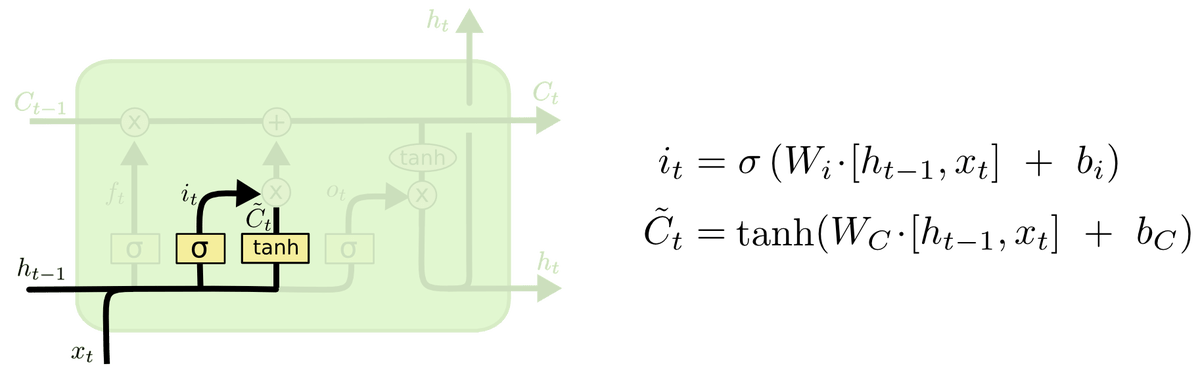 h_t
C_{t-1}
C_t
x
+
tanh
f_t
i_t
x
o_t
x
C̃_t
σ
σ
tanh
σ
h_{t-1}
h_t
x_t
i_t = σ (W_i·[h_{t-1}, x_t] + b_i)
C̃_t = tanh(W_C·[h_{t-1}, x_t] + b_C)